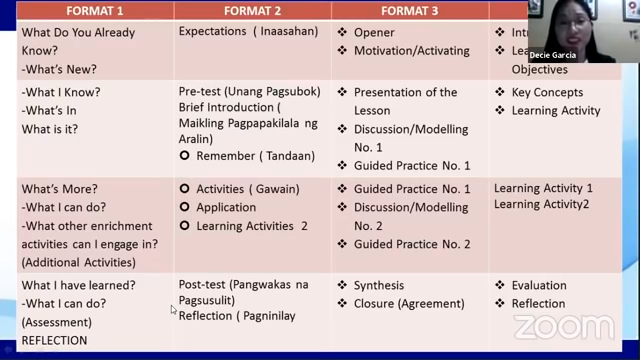 FORMAT 1
FORMAT 2
FORMAT 3
What Do You Already
Know?
-What's New?
Expectations ( Inaasahan)
Opener
Motivation/Activating
Decie Garcia
Objectives
-What I Know?
-What's In
What is it?
Pre-test (Unang Pagsubok)
Brief Introduction (
Maikling Pagpapakilala ng
Aralin)
Remember ( Tandaan)
Presentation of the
Lesson
Discussion/Modelling
No. 1
Guided Practice No. 1
Key Concepts
Learning Activity
What's More?
-What I can do?
-What other enrichment
activities can I engage in?
(Additional Activities)
Activities ( Gawain)
Application
Learning Activities 2
Guided Practice No. 1
Discussion/Modelling
No. 2
Guided Practice No. 2
Learning Activity 1
Learning Activity2
What I have learned?
-What I can do?
(Assessment)
REFLECTION
Post-test (Pangwakas na
Pagsusulit)
Reflection ( Pagninilay
Synthesis
Closure (Agreement)
Evaluation
Reflection
zoom